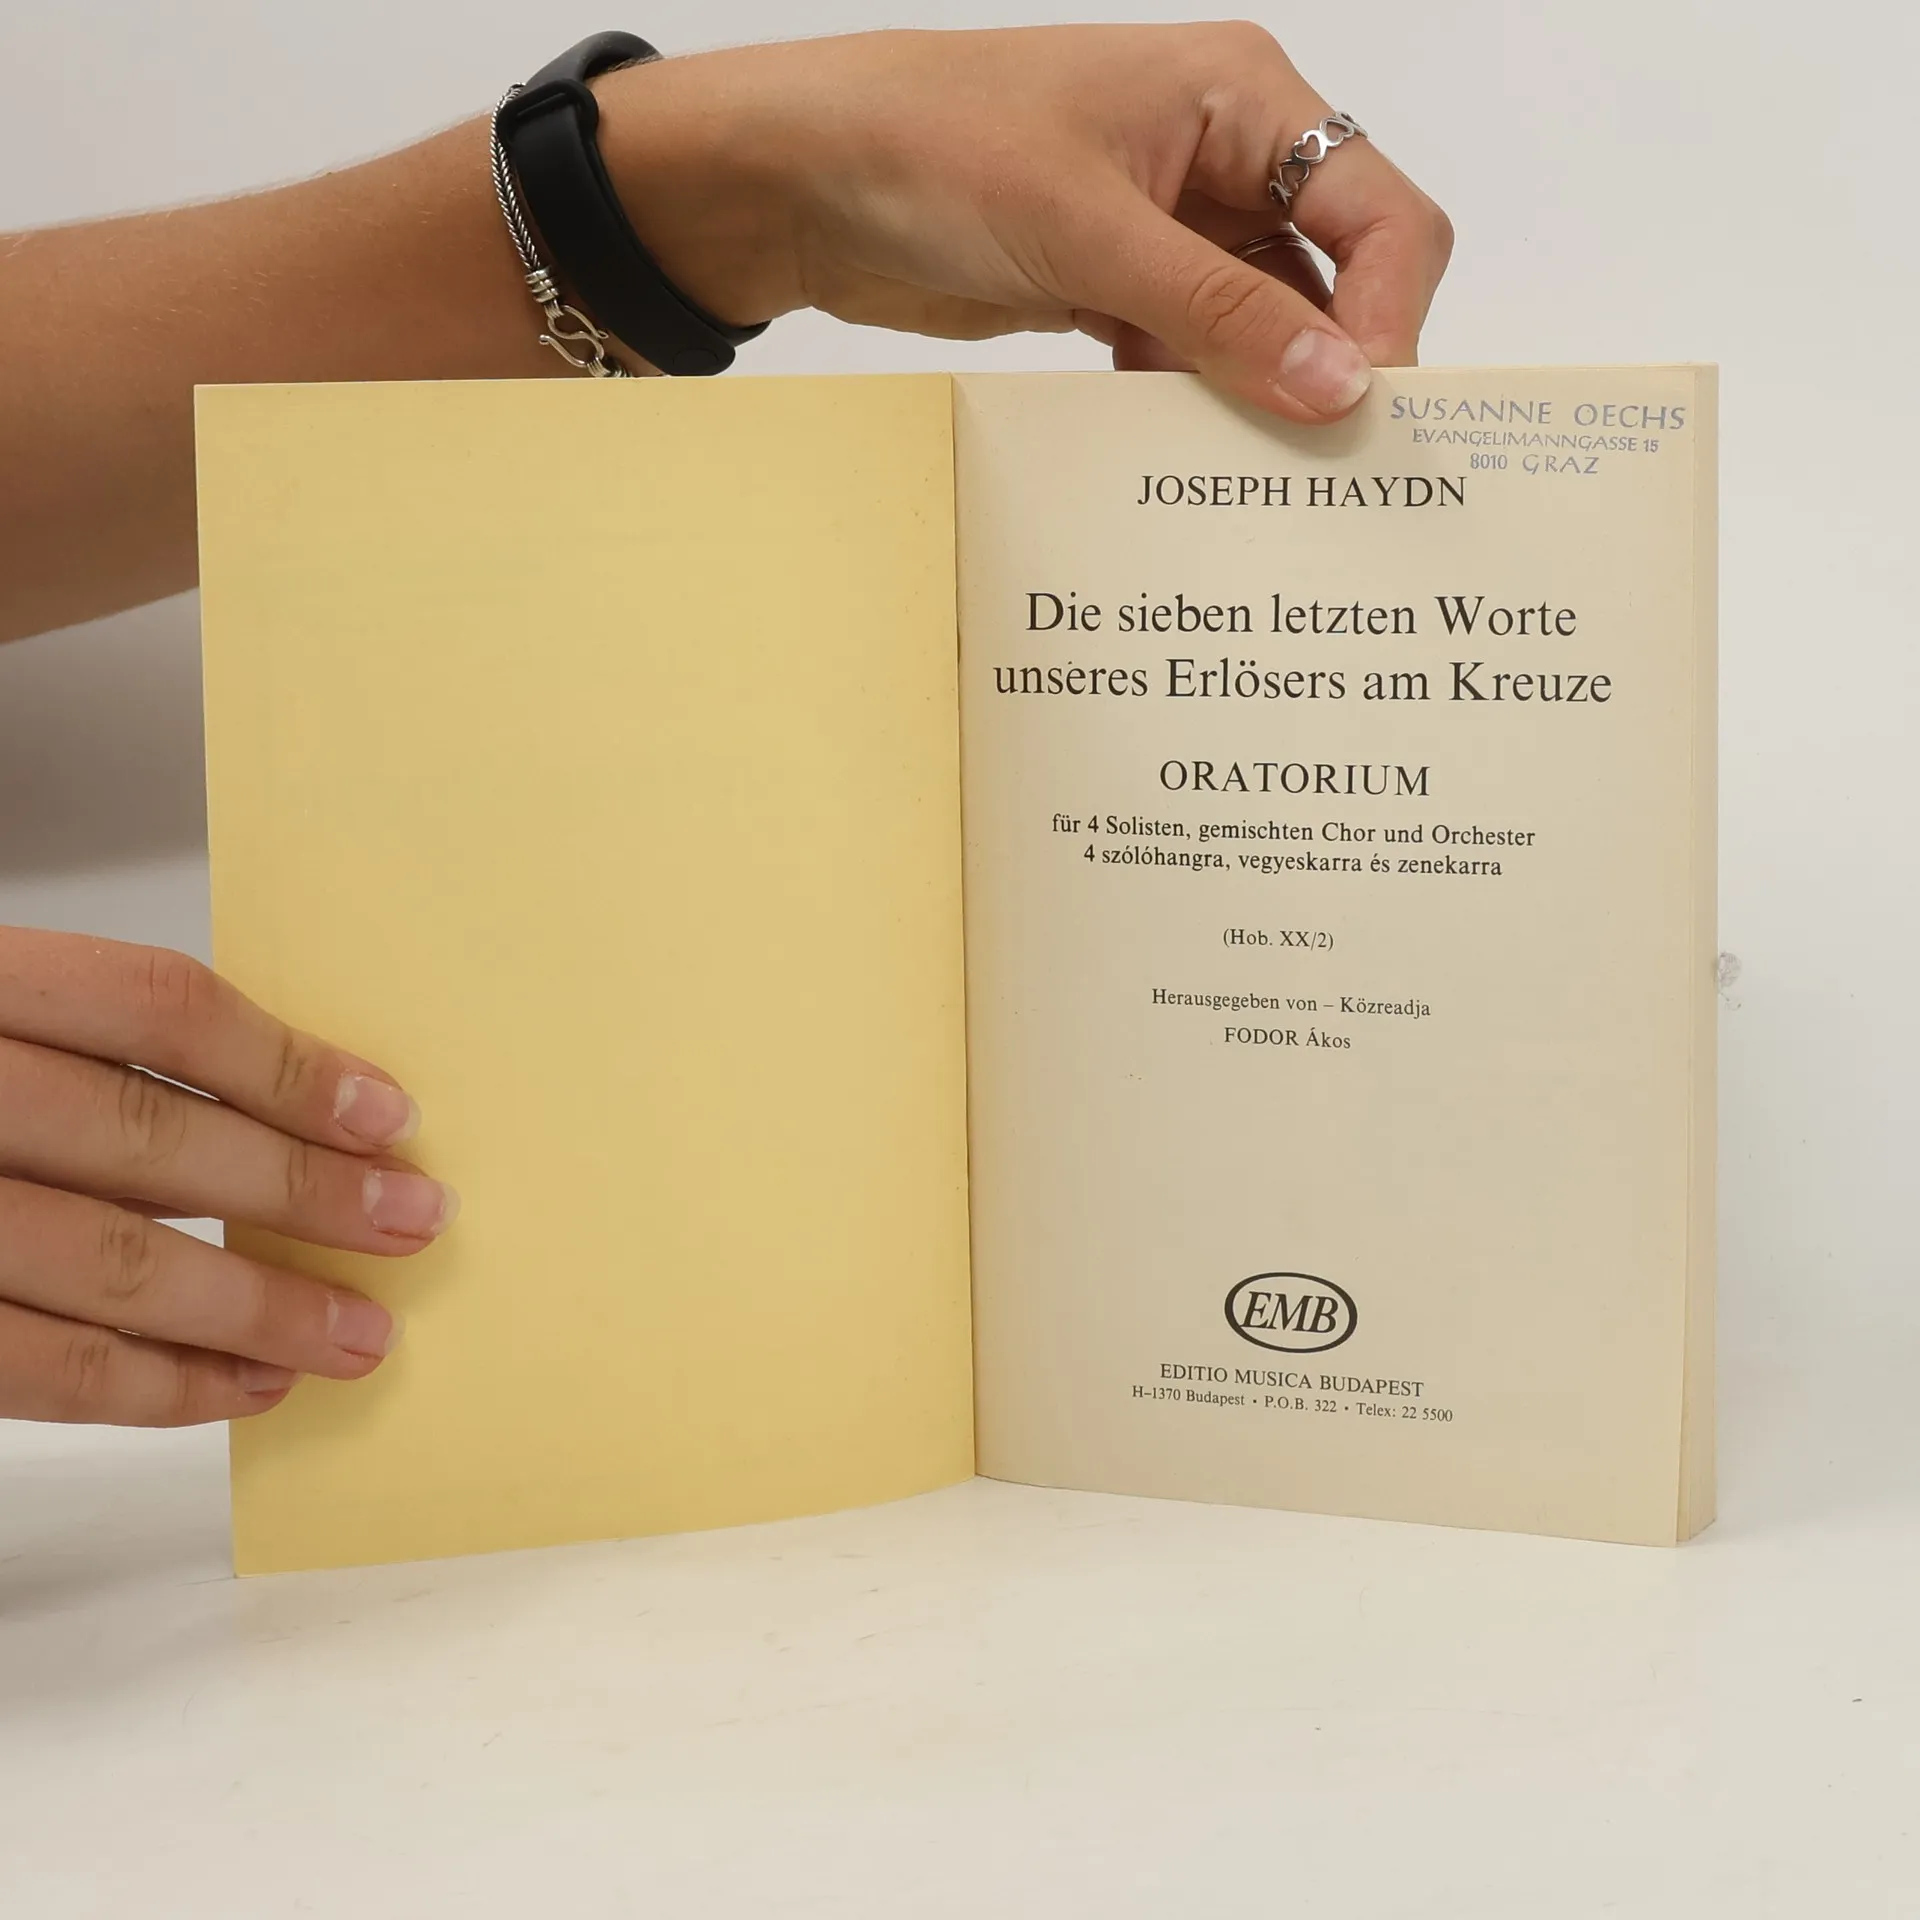 SUSANNE OECHS
EVANGELIMANNGASSE 15
8010 GRAZ
JOSEPH HAYDN
Die sieben letzten Worte
unseres Erlösers am Kreuze
ORATORIUM
für 4 Solisten, gemischten Chor und Orchester
4 szólóhangra, vegyeskarra és zenekarra
(Hob. XX/2)
Herausgegeben von – Közreadja
FODOR Ákos
EMB
EDITIO MUSICA BUDAPEST
H–1370 Budapest • P.O.B. 322 • Telex: 22 5500